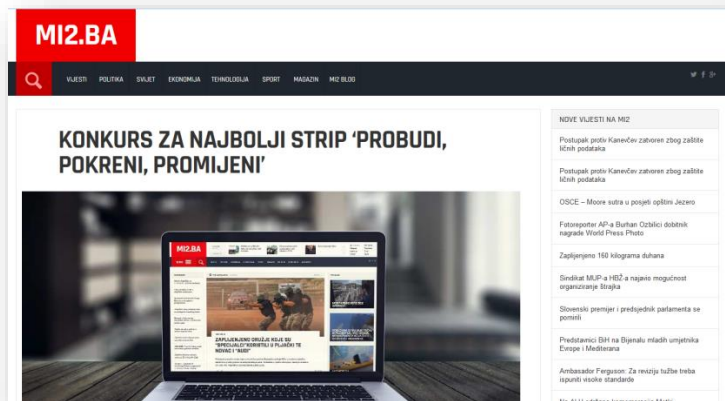 MI2.BA
VIJESTI POLITIKA SVIJET EKONOMIJA TEHNOLOGIJA SPORT MAGAZIN MI2 BLOG
KONKURS ZA NAJBOLJI STRIP ‘PROBUDI,
POKRENI, PROMIJENI’
MI2.BA
ZAPLIJENJENO ORUŽJE KOJE SU
"SPECIJALCI" KORISTILI U PLJAČKI TE
NOVAC I "AUDI"
NOVE VIJESTI NA MI2
Postupak protiv Kanevčev zatvoren zbog zaštite
ličnih podataka
Postupak protiv Kanevčev zatvoren zbog zaštite
ličnih podataka
OSCE – Moore sutra u posjeti opštini Jezero
Fotoreporter AP-a Burhan Ozbilici dobitnik
nagrade World Press Photo
Zaplijenjeno 160 kilograma duhana
Sindikat MUP-a HBŽ-a najavio mogućnost
organiziranje štrajka
Slovenski premijer i predsjednik parlamenta se
pomirili
Predstavnici BiH na Bijenalu mladih umjetnika
Evrope i Mediterana
Ambasador Ferguson: Za reviziju tužbe treba
ispuniti visoke standarde